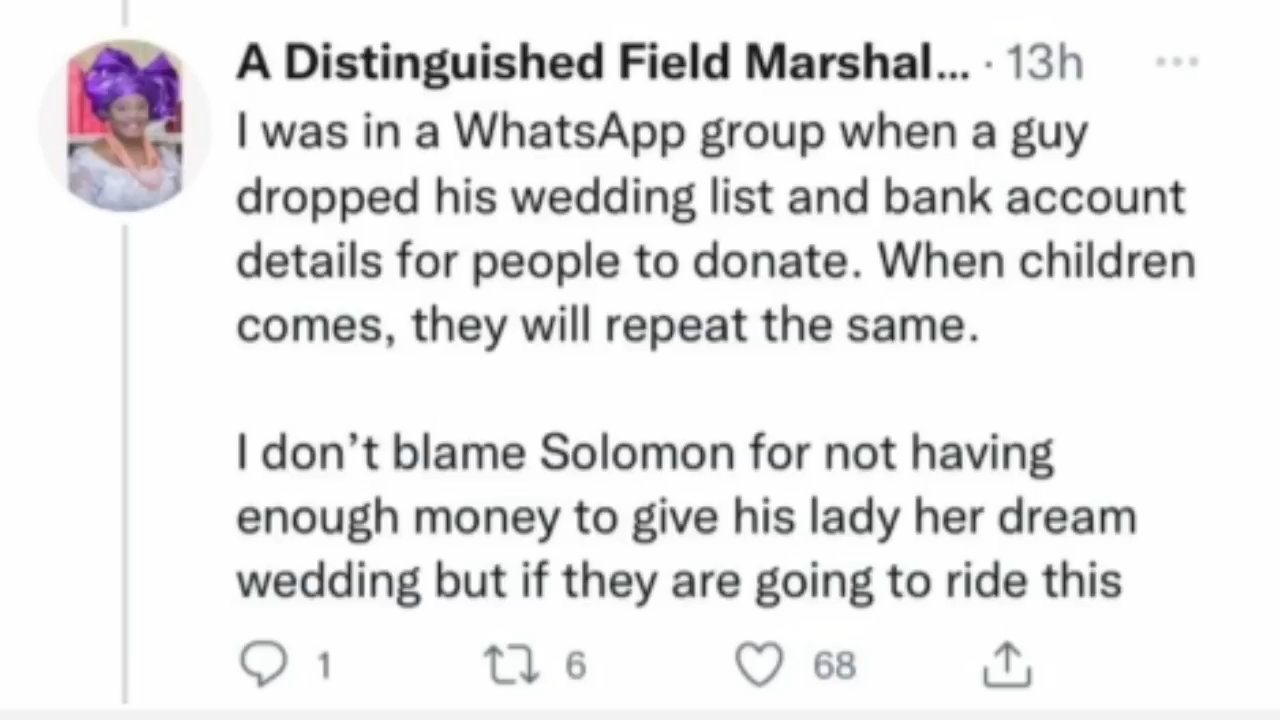 A Distinguished Field Marshal... · 13h
I was in a WhatsApp group when a guy
dropped his wedding list and bank account
details for people to donate. When children
comes, they will repeat the same.
I don’t blame Solomon for not having
enough money to give his lady her dream
wedding but if they are going to ride this
1 6 68